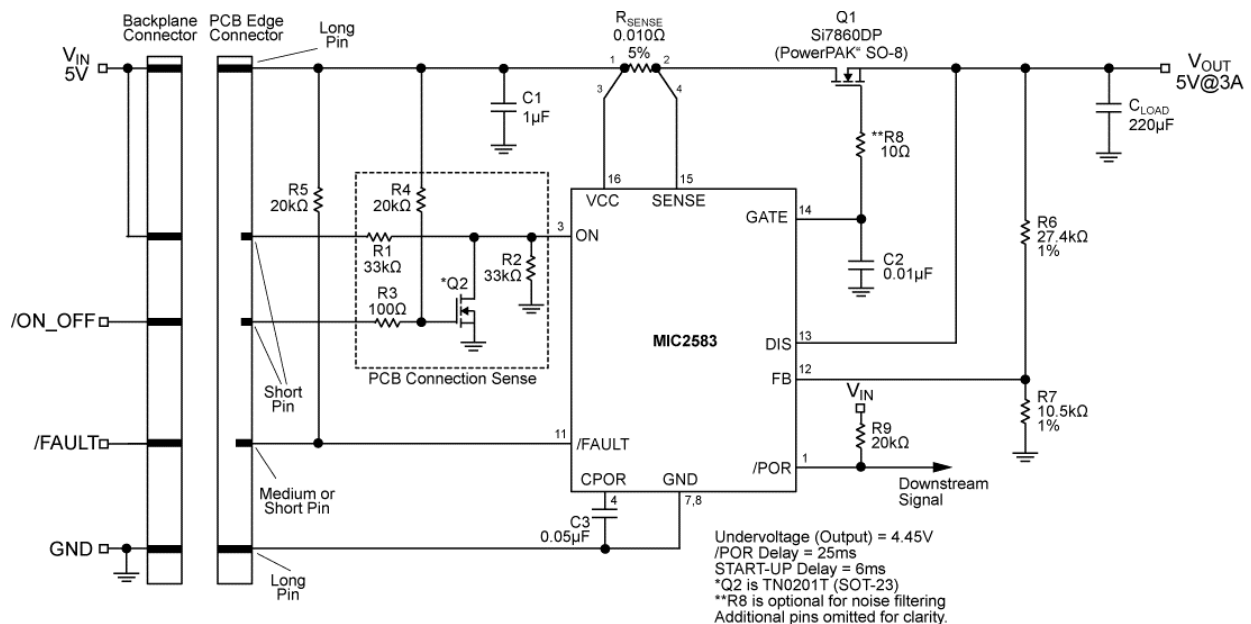 Backplane
Connector
PCB Edge
Connector
Long
Pin
RSENSE
0.010Ω
5%
Q1
Si7860DP
(PowerPAK“ SO-8)
VIN
5V
1
2
3
4
VOUT
5V@3A
C1
1µF
CLOAD
220µF
**R8
10Ω
R5
20kΩ
R4
20kΩ
16
15
VCC
SENSE
GATE
14
3
ON
R1
33kΩ
R2
33kΩ
C2
0.01µF
R6
27.4kΩ
1%
*Q2
R3
100Ω
/ON_OFF
MIC2583
DIS
13
PCB Connection Sense
FB
12
Short
Pin
VIN
R7
10.5kΩ
1%
R9
20kΩ
/FAULT
11
/FAULT
/POR
1
Downstream
Signal
CPOR
GND
Medium or
Short Pin
4
7,8
C3
0.05µF
GND
Long
Pin
Undervoltage (Output) = 4.45V
/POR Delay = 25ms
START-UP Delay = 6ms
*Q2 is TN0201T (SOT-23)
**R8 is optional for noise filtering
Additional pins omitted for clarity.